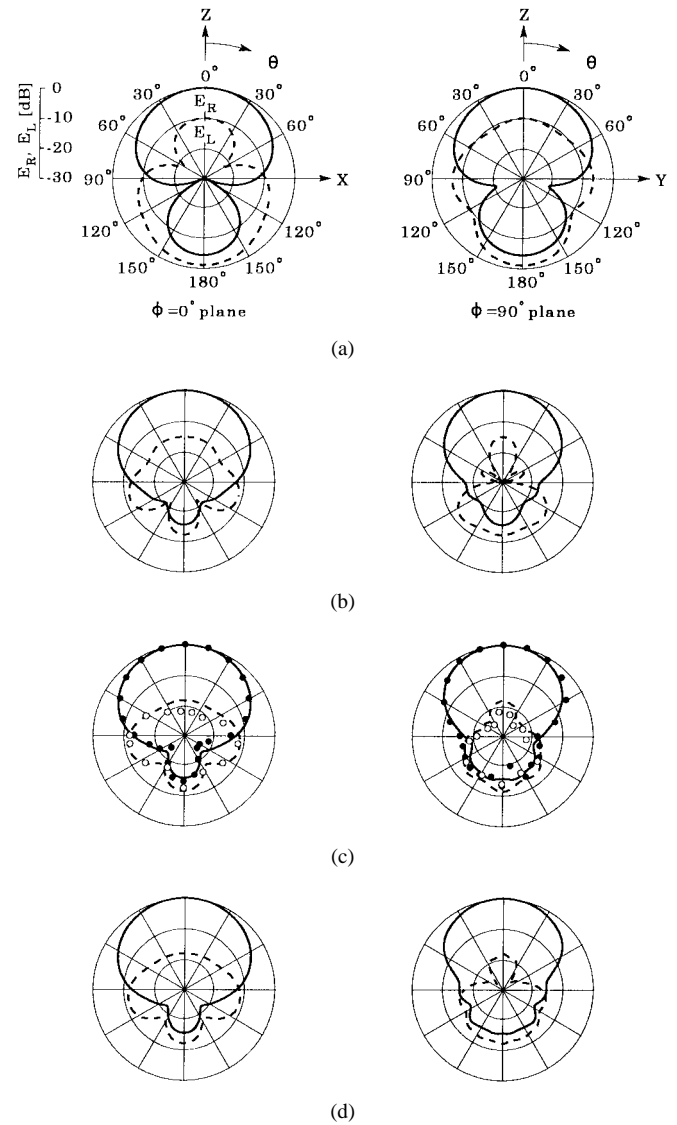 Z Z
θ θ
0° 0°
30° 30° 30° 30°
60° 60° 60° 60°
90° X 90° Y
120° 120° 120° 120°
150° 150° 150° 150°
180° 180°
E_R, E_L [dB]
0
-10
-20
-30
E_R
E_L
ϕ=0° plane ϕ=90° plane
(a)
(b)
(c)
(d)